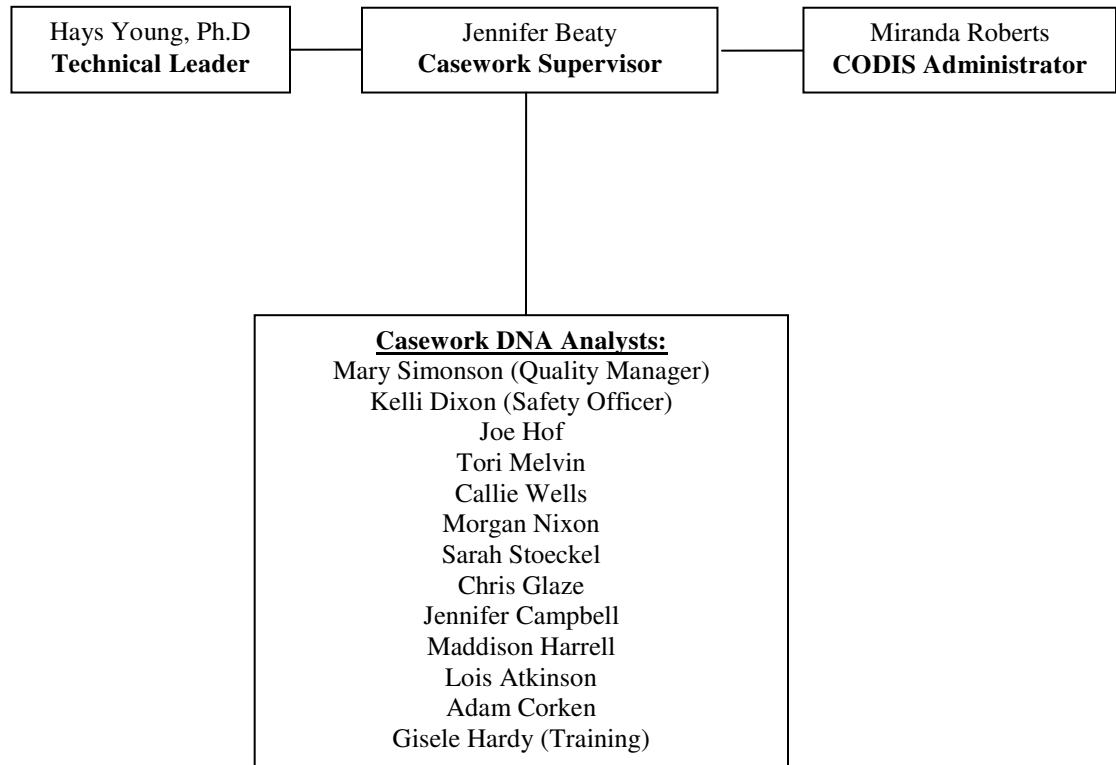 Hays Young, Ph.D
Technical Leader
Jennifer Beaty
Casework Supervisor
Miranda Roberts
CODIS Administrator
Casework DNA Analysts:
Mary Simonson (Quality Manager)
Kelli Dixon (Safety Officer)
Joe Hof
Tori Melvin
Callie Wells
Morgan Nixon
Sarah Stoeckel
Chris Glaze
Jennifer Campbell
Maddison Harrell
Lois Atkinson
Adam Corken
Gisele Hardy (Training)